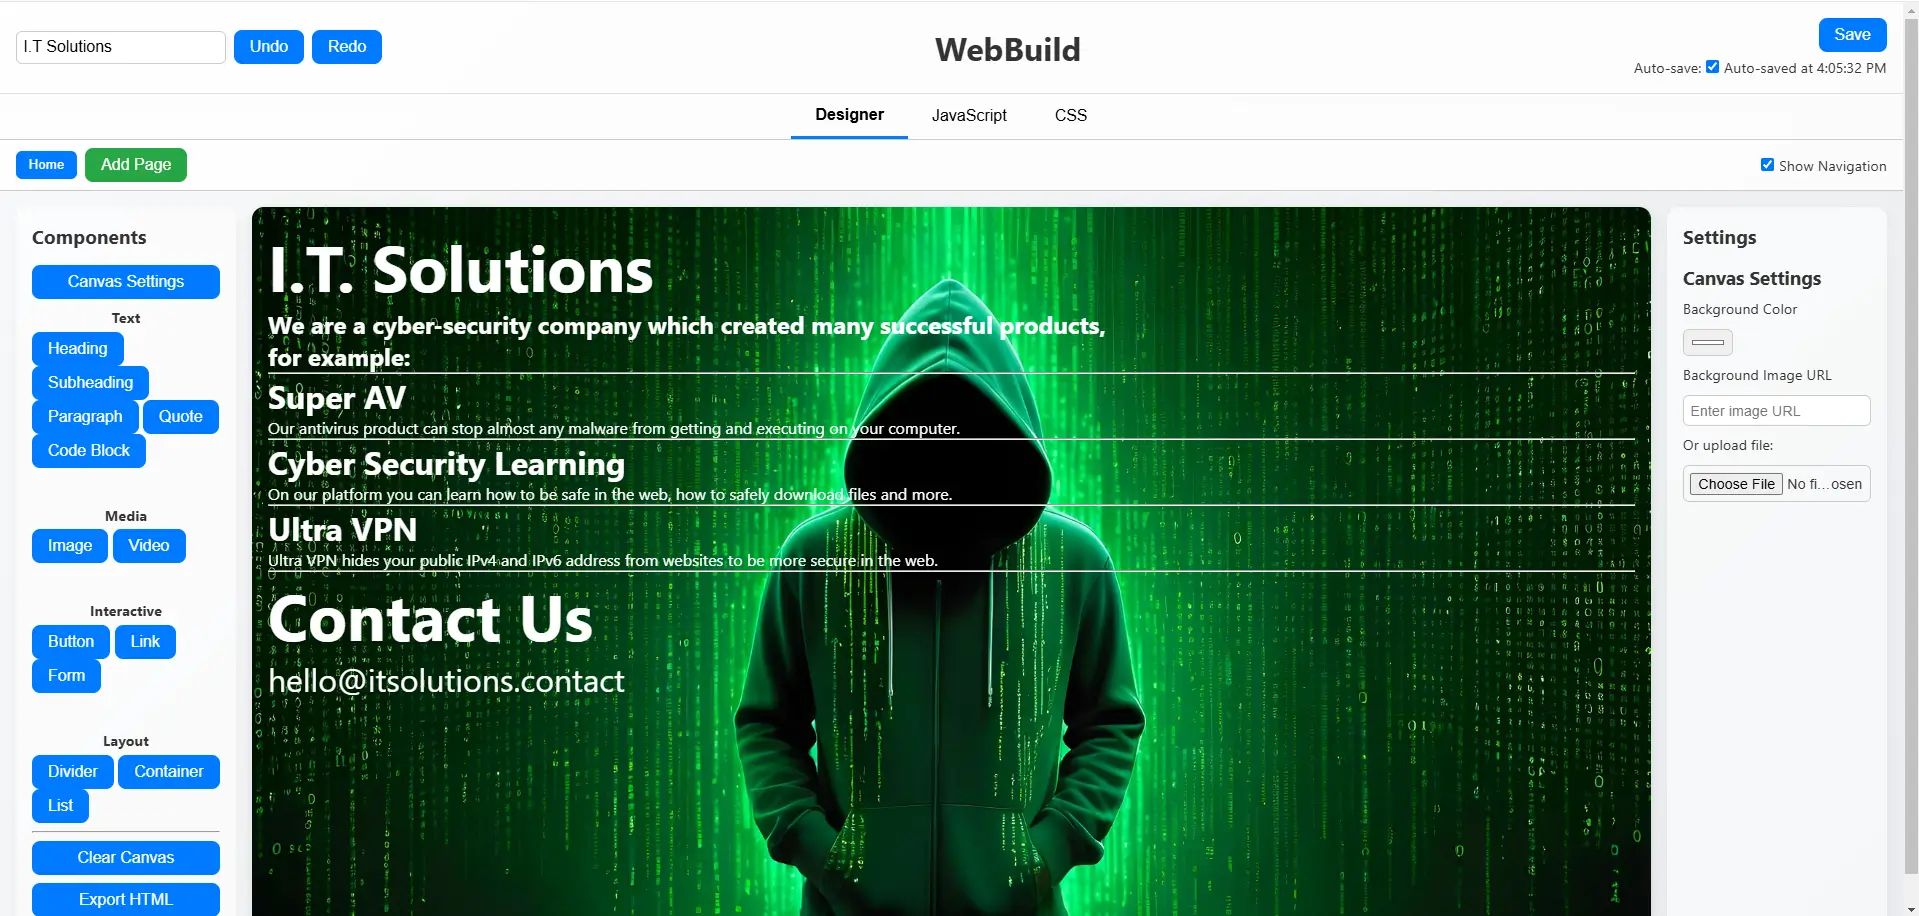 I.T Solutions
Undo
Redo
WebBuild
Save
Auto-save: Auto-saved at 4:05:32 PM
Designer
JavaScript
CSS
Home
Add Page
Show Navigation
Components
Canvas Settings
Text
Heading
Subheading
Paragraph
Quote
Code Block
Media
Image
Video
Interactive
Button
Link
Form
Layout
Divider
Container
List
Clear Canvas
Export HTML
I.T. Solutions
We are a cyber-security company which created many successful products,
for example:
Super AV
Our antivirus product can stop almost any malware from getting and executing on your computer.
Cyber Security Learning
On our platform you can learn how to be safe in the web, how to safely download files and more.
Ultra VPN
Ultra VPN hides your public IPv4 and IPv6 address from websites to be more secure in the web.
Contact Us
hello@itsolutions.contact
Settings
Canvas Settings
Background Color
Background Image URL
Enter image URL
Or upload file:
Choose File No fi...osen